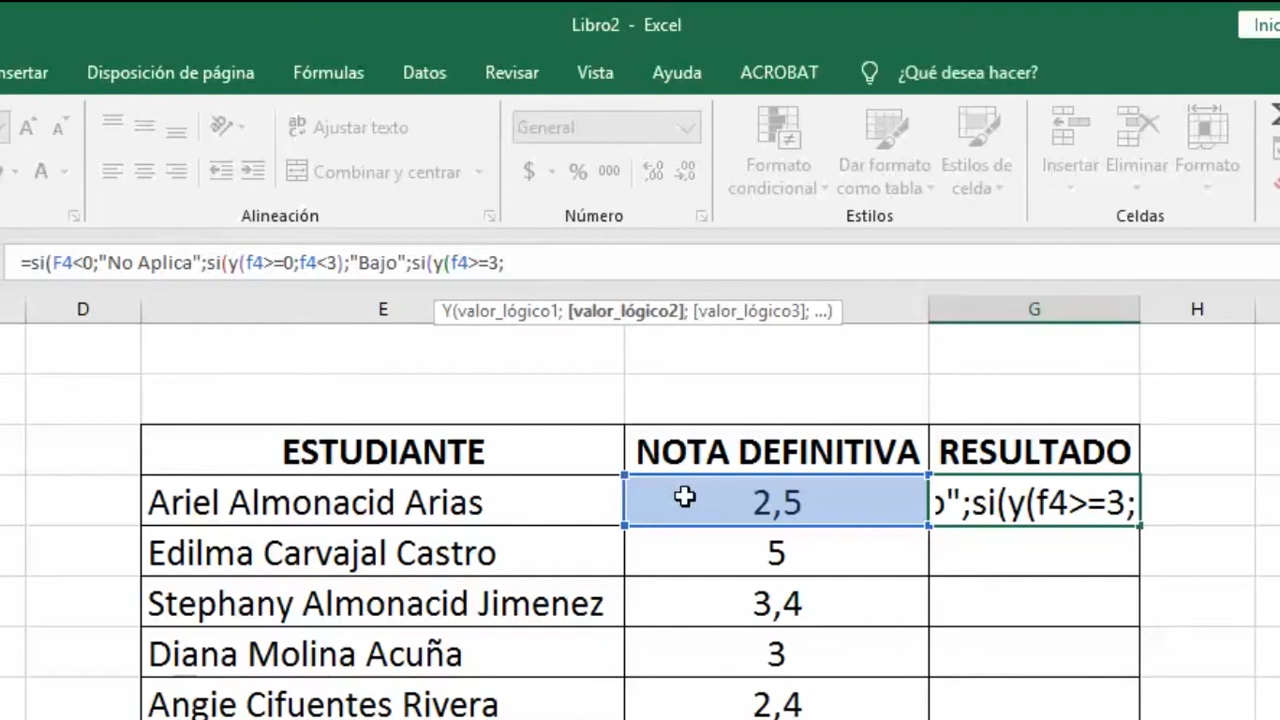 Libro2 - Excel
Disposición de página Fórmulas Datos Revisar Vista Ayuda ACROBAT ¿Qué desea hacer?
Ajustar texto General Formato condicional Dar formato como tabla Estilos de celda Insertar Eliminar Formato
$ % 000
Combinar y centrar
Alineación Número Estilos Celdas
=si(F4<0;"No Aplica";si(y(f4>=0;f4<3);"Bajo";si(y(f4>=3;
D E G H
Y(valor_lógico1; [valor_lógico2]; [valor_lógico3]; ...)
ESTUDIANTE NOTA DEFINITIVA RESULTADO
Ariel Almonacid Arias 2,5 ";si(y(f4>=3;
Edilma Carvajal Castro 5
Stephany Almonacid Jimenez 3,4
Diana Molina Acuña 3
Angie Cifuentes Rivera 2,4